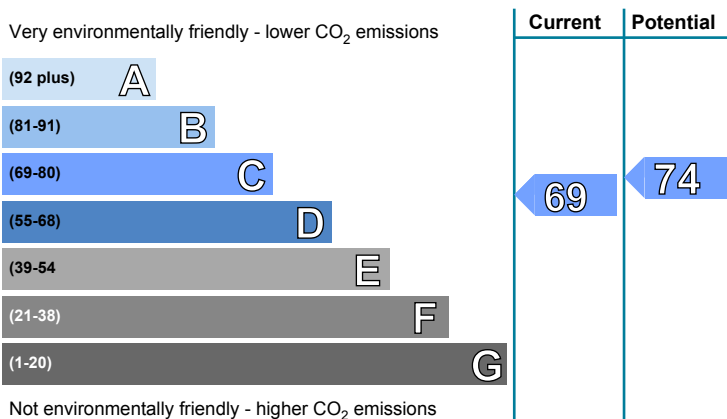 Very environmentally friendly - lower CO2 emissions
Current
Potential
(92 plus) A
(81-91) B
(69-80) C
(55-68) D
(39-54 E
(21-38) F
(1-20) G
69
74
Not environmentally friendly - higher CO2 emissions